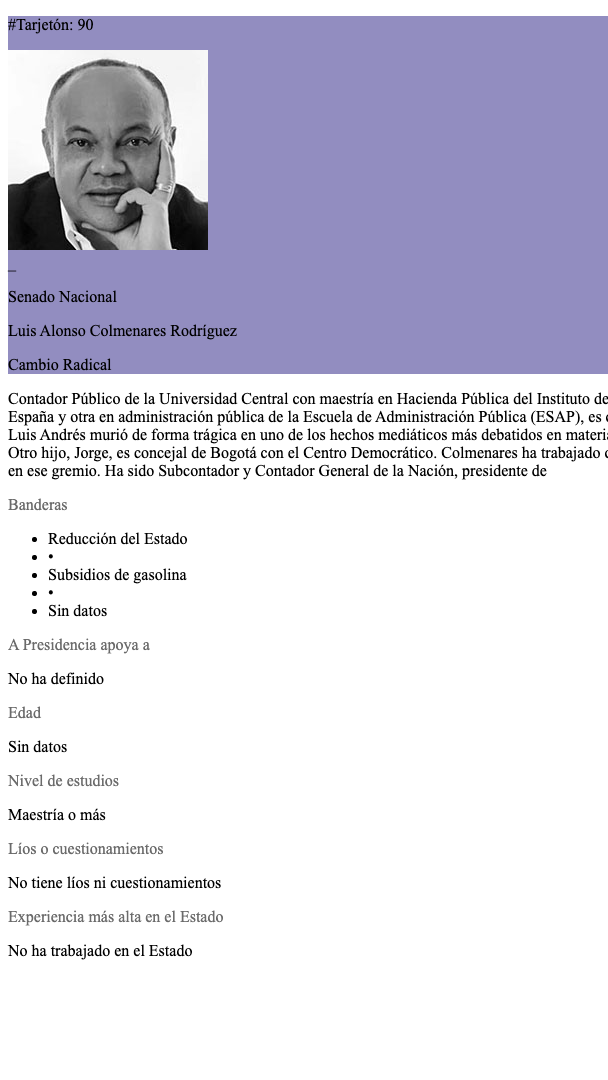 #Tarjetón: 90
_
Senado Nacional
Luis Alonso Colmenares Rodríguez
Cambio Radical
Contador Público de la Universidad Central con maestría en Hacienda Pública del Instituto de
España y otra en administración pública de la Escuela de Administración Pública (ESAP), es
Luis Andrés murió de forma trágica en uno de los hechos mediáticos más debatidos en
Otro hijo, Jorge, es concejal de Bogotá con el Centro Democrático. Colmenares ha trabajado
en ese gremio. Ha sido Subcontador y Contador General de la Nación, presidente de
Banderas
• Reducción del Estado
• •
• Subsidios de gasolina
• •
• Sin datos
A Presidencia apoya a
No ha definido
Edad
Sin datos
Nivel de estudios
Maestría o más
Líos o cuestionamientos
No tiene líos ni cuestionamientos
Experiencia más alta en el Estado
No ha trabajado en el Estado